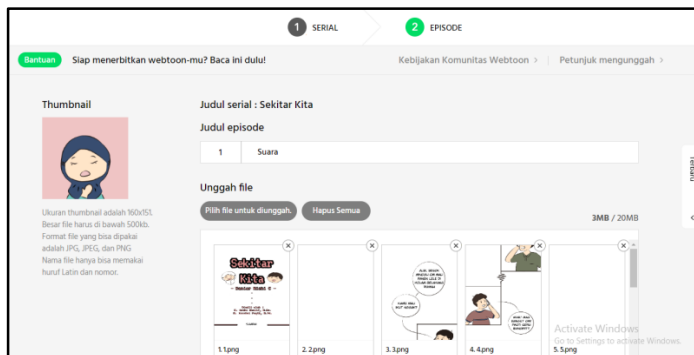 1 SERIAL
2 EPISODE
Bantuan Siap menerbitkan webtoon-mu? Baca ini dulu!
Kebijakan Komunitas Webtoon > | Petunjuk mengunggah >
Thumbnail
Judul serial : Sekitar Kita
Judul episode
1 Suara
Unggah file
Pilih file untuk diunggah. Hapus Semua
3MB / 20MB
Ukuran thumbnail adalah 160x151.
Besar file harus di bawah 500kb.
Format file yang bisa dipakai
adalah JPG, JPEG, dan PNG
Nama file hanya bisa memakai
huruf Latin dan nomor.
Terbaru
Sekitar
Kita
1.1.png
2. 2.png
3. 3.png
4. 4.png
5. 5.png
Activate Windows
Go to Settings to activate Windows.